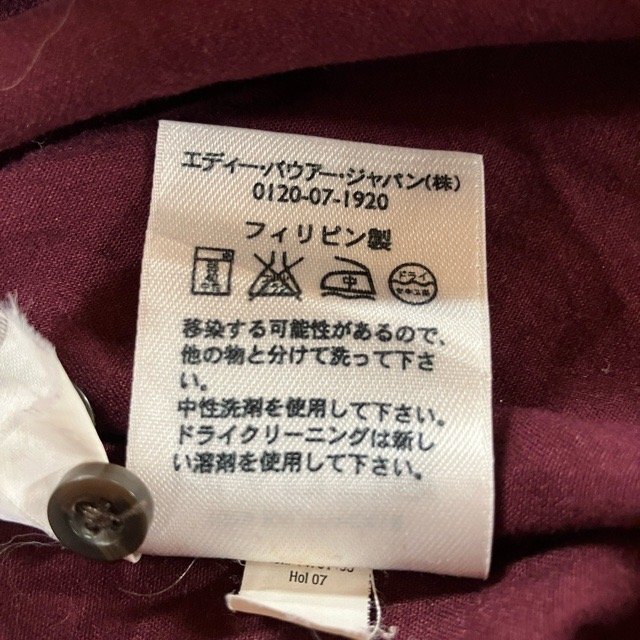 エディー・バウアー・ジャパン(株)
0120-07-1920
フィリピン製
中
ドライ
移染する可能性があるので、
他の物と分けて洗って下さ
い。
中性洗剤を使用して下さい。
ドライクリーニングは新し
い溶剤を使用して下さい。
Hol 07